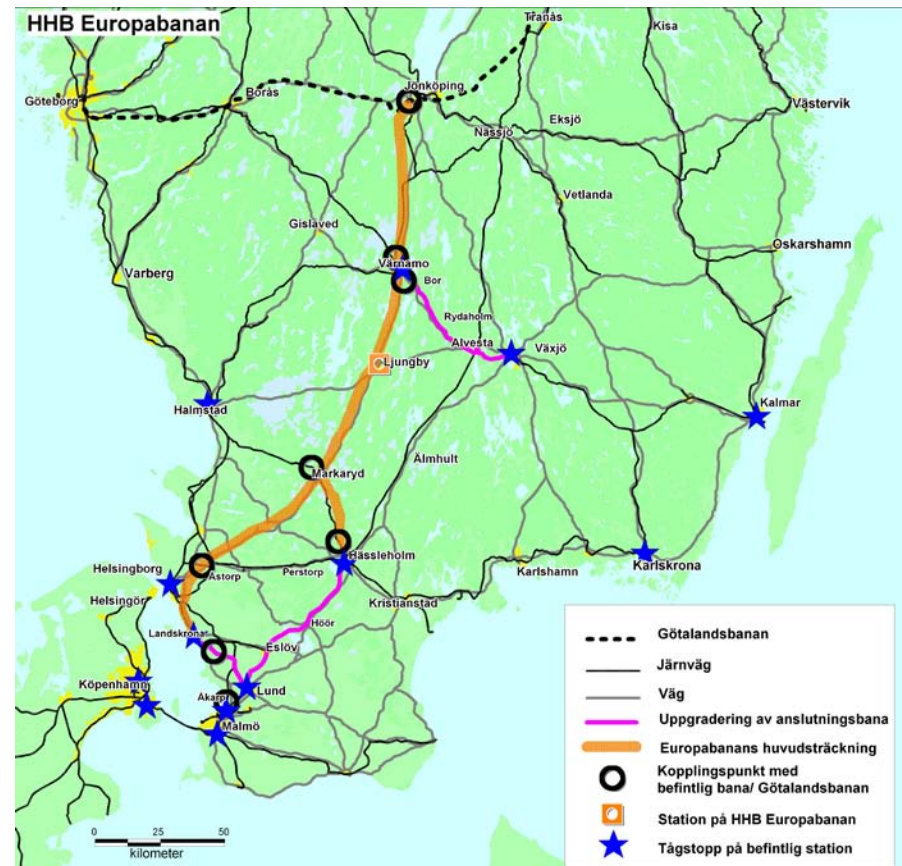 HHB Europabanan
Tranås
Kisa
Jönköping
Göteborg
Borås
Västervik
Eksjö
Nässjö
Vetlanda
Gislaved
Oskarshamn
Varberg
Värnamo
Bor
Rydaholm
Alvesta
Växjö
Ljungby
Halmstad
Kalmar
Älmhult
Markaryd
Hässleholm
Helsingborg
Åstorp
Perstorp
Karlshamn
Karlskrona
Helsingör
Kristianstad
Höör
Landskrona
Eslöv
Köpenhamn
Lund
Åkarp
Malmö
Götalandsbanan
Järnväg
Väg
Uppgradering av anslutningsbana
Europabanans huvudsträckning
Kopplingspunkt med
befintlig bana/ Götalandsbanan
Station på HHB Europabanan
Tågstopp på befintlig station
0 25 50
kilometer